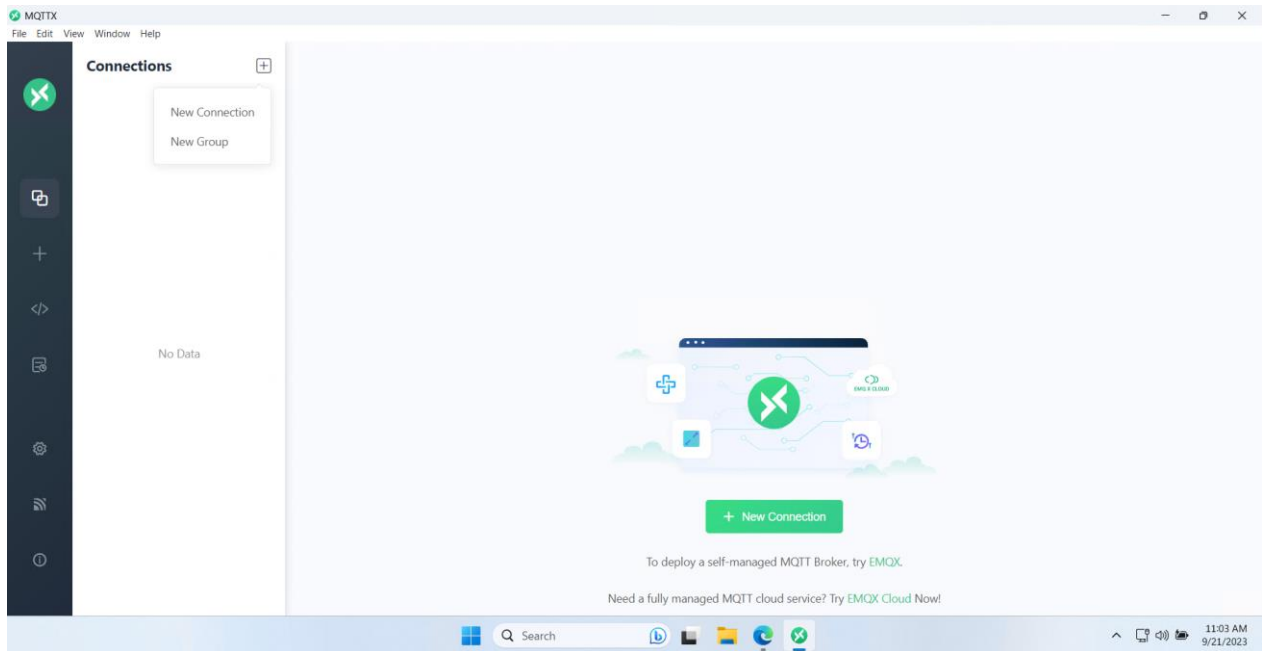 MQTTX
File Edit View Window Help
Connections
New Connection
New Group
No Data
EMQ X CLOUD
+ New Connection
To deploy a self-managed MQTT Broker, try EMQX.
Need a fully managed MQTT cloud service? Try EMQX Cloud Now!
Search
11:03 AM
9/21/2023